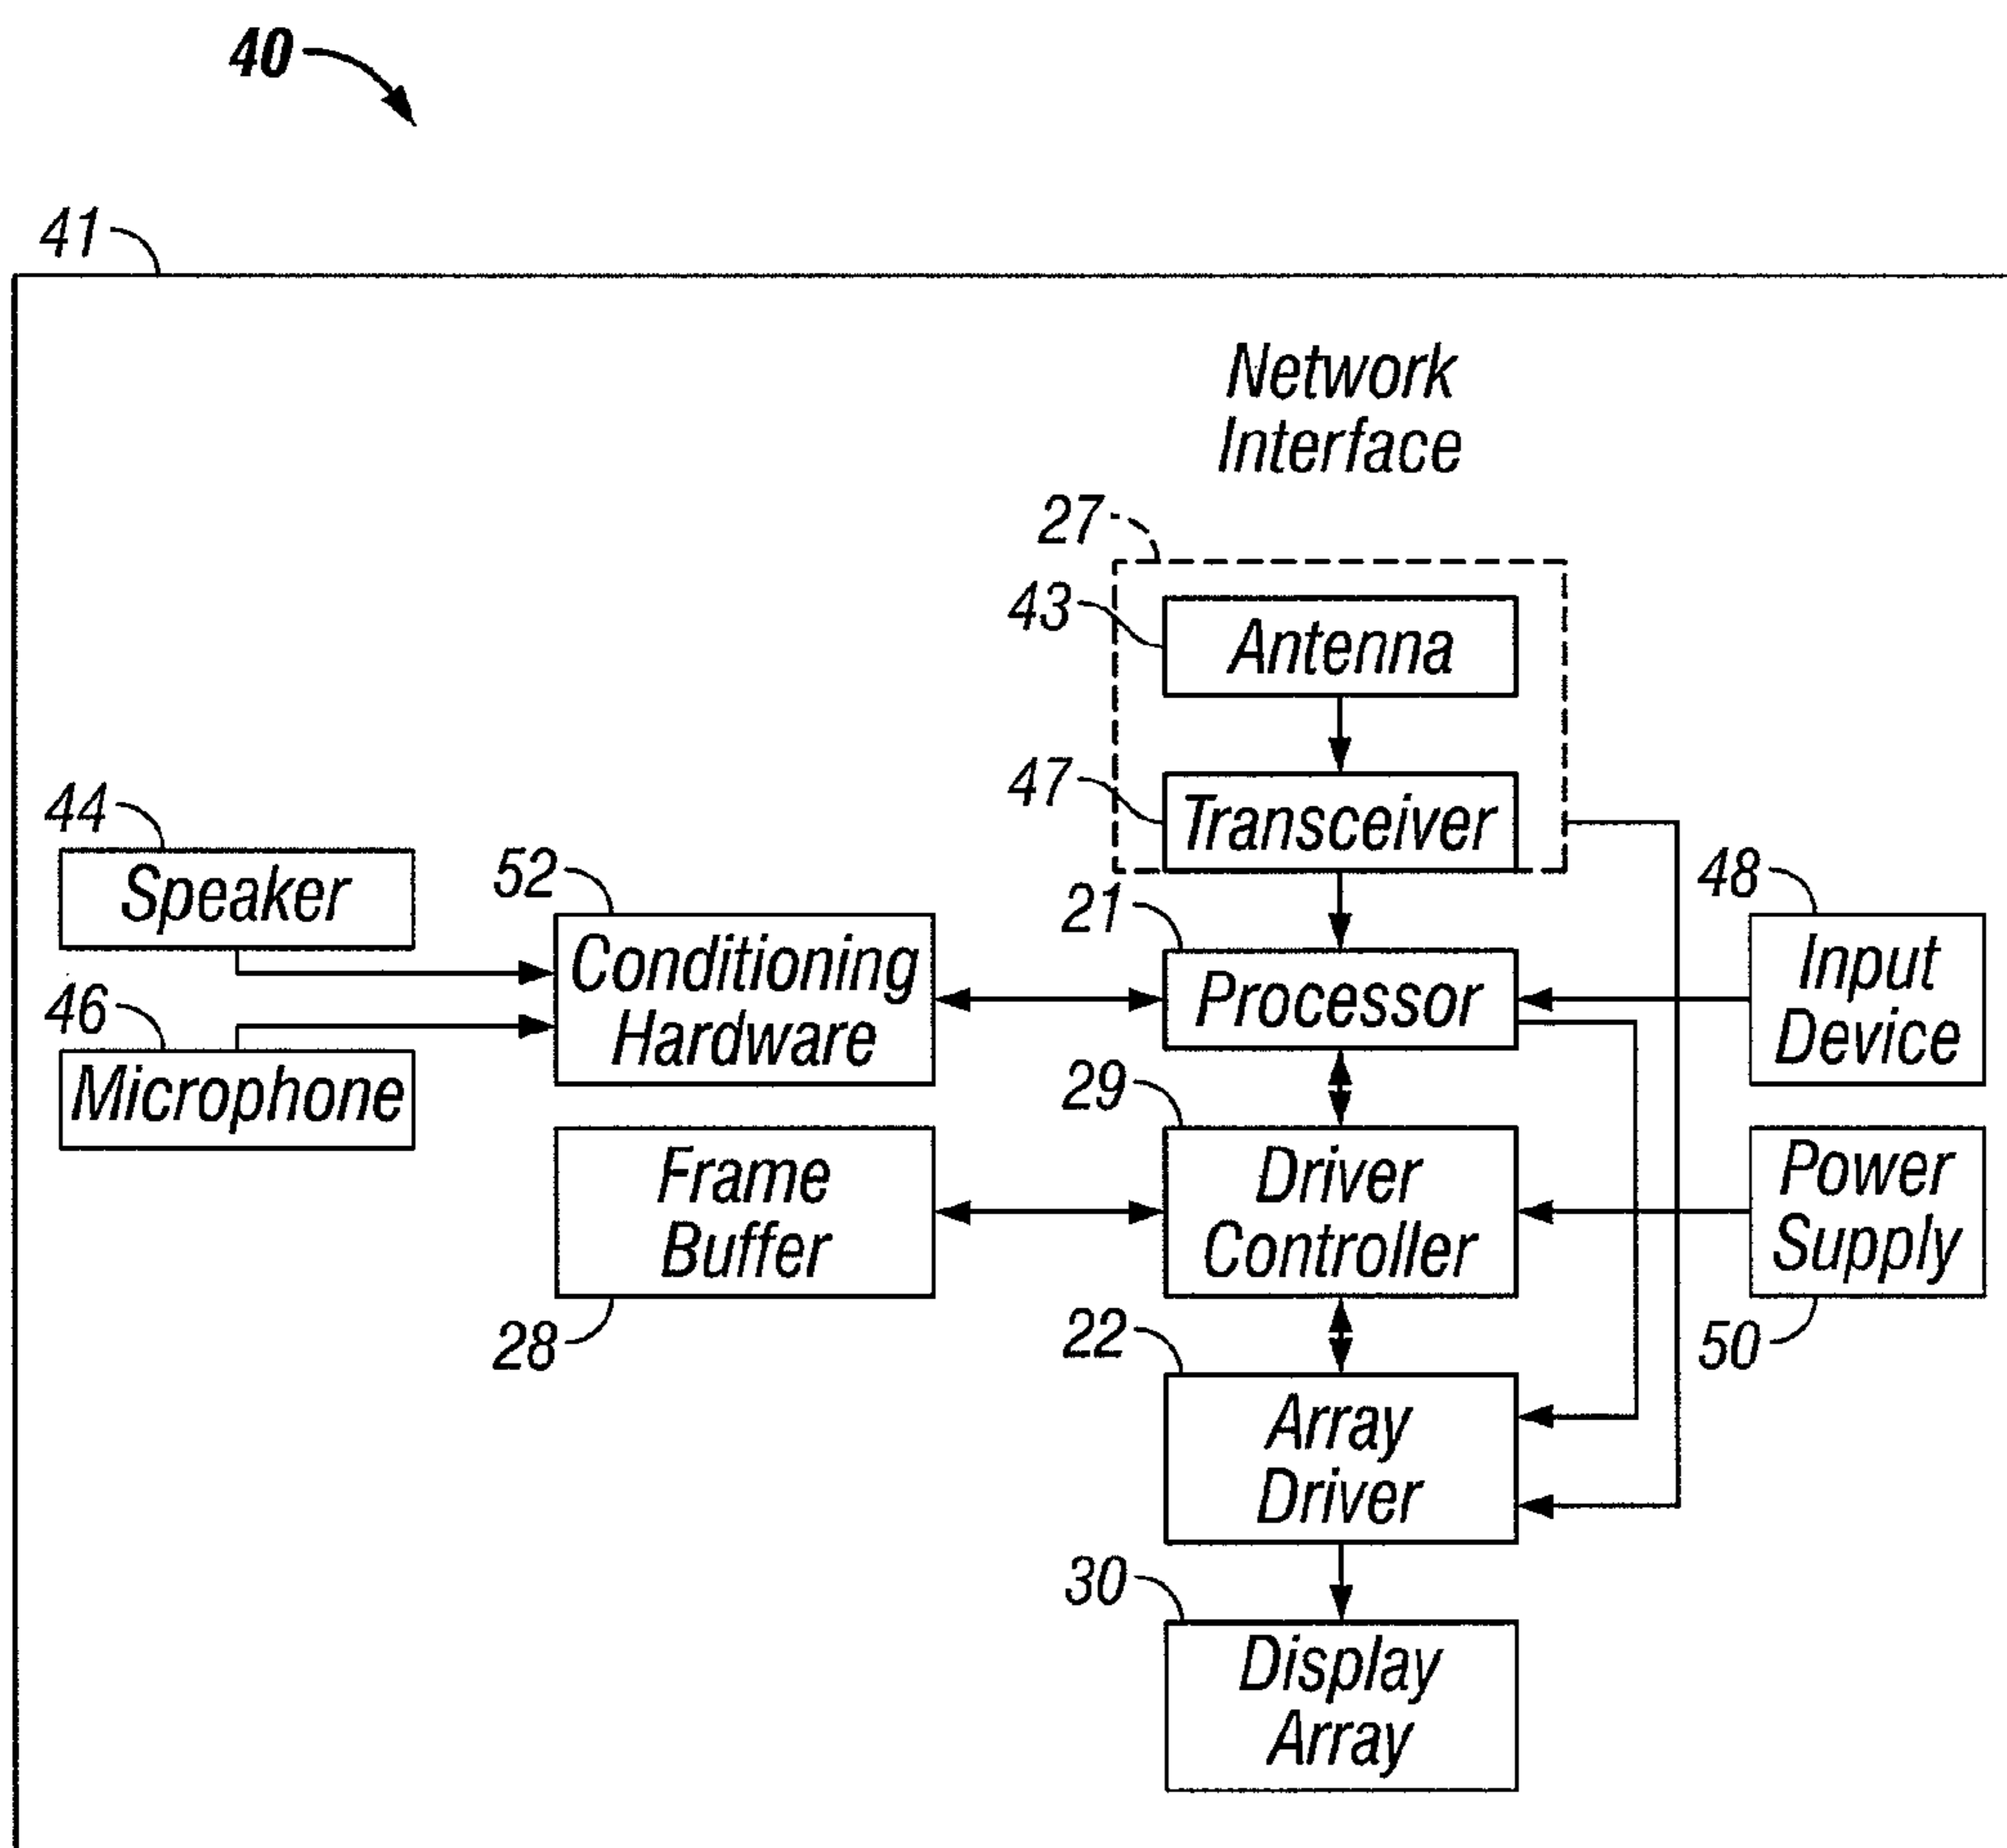 40
41
Network
Interface
27
43
Antenna
47
Transceiver
44
Speaker
52
Conditioning
Hardware
21
Processor
48
Input
Device
46
Microphone
29
Driver
Controller
Frame
Buffer
28
Power
Supply
50
22
Array
Driver
30
Display
Array